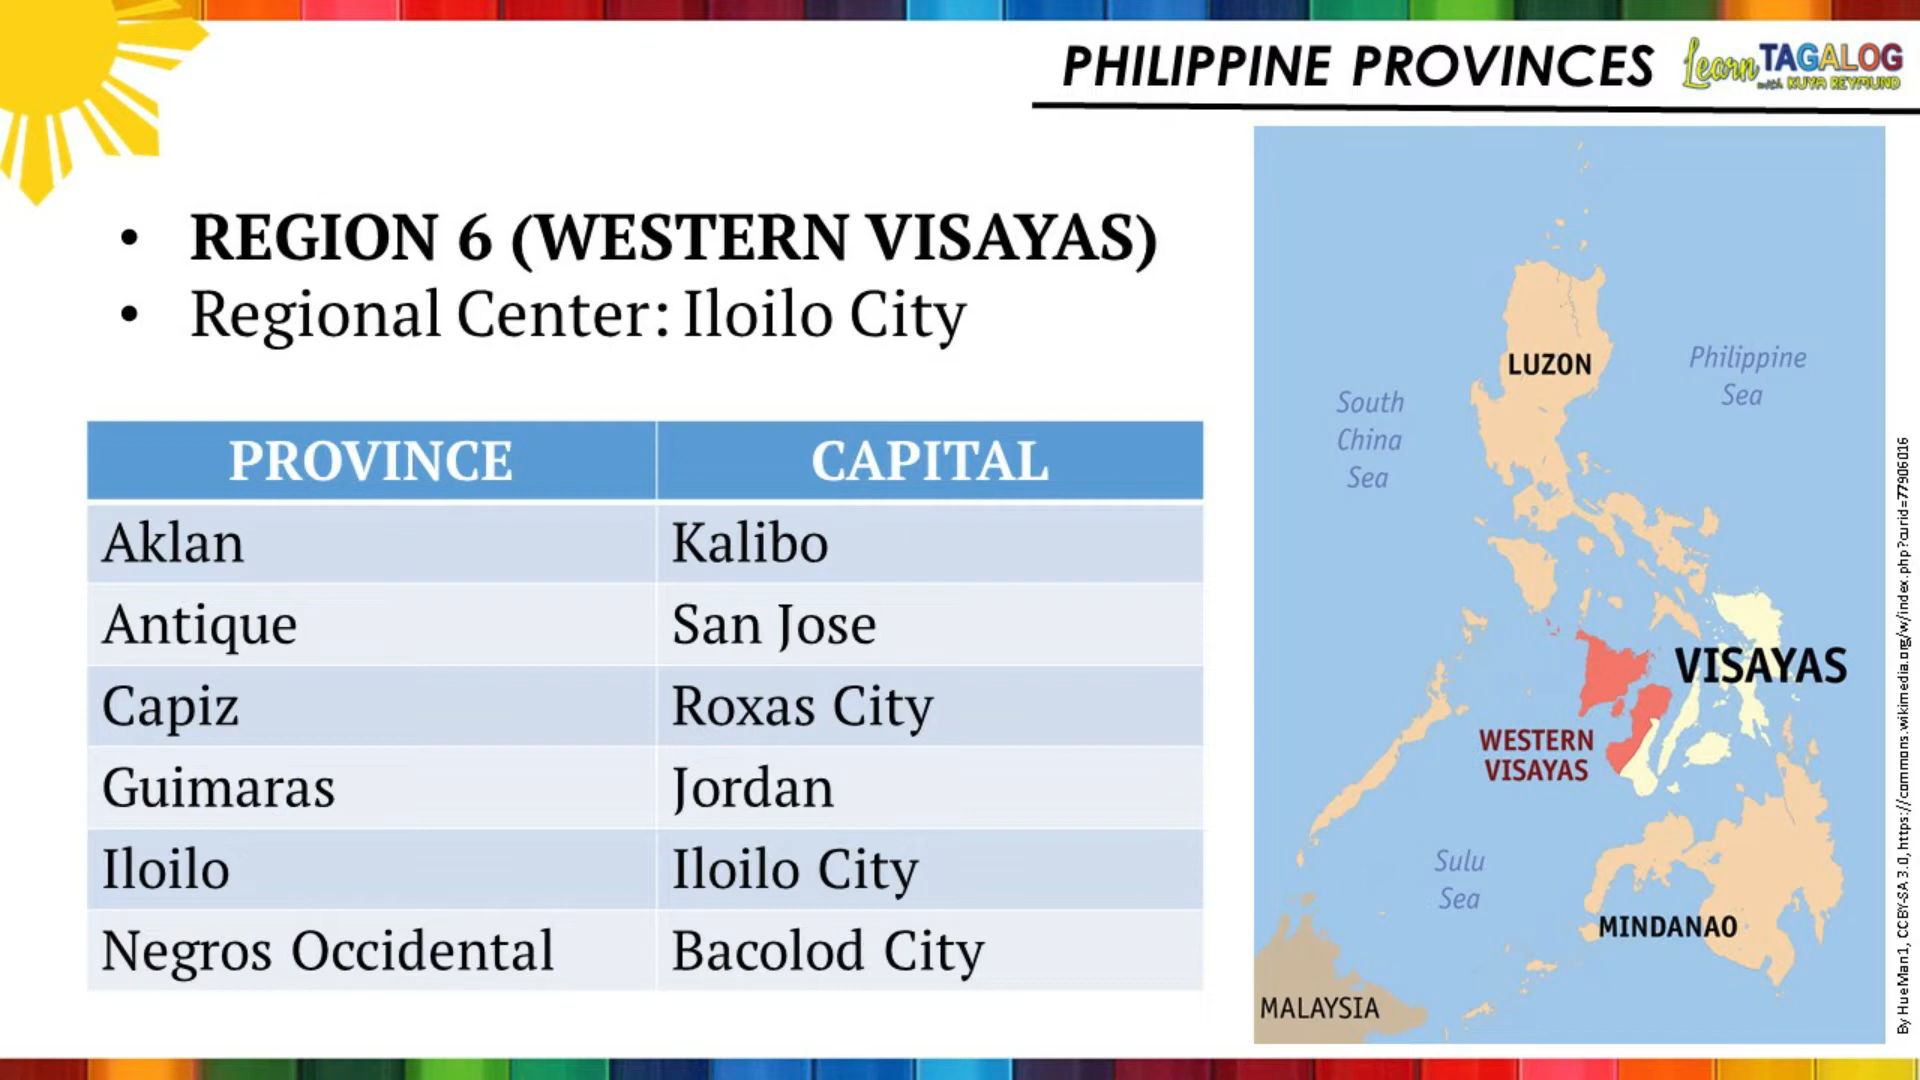 PHILIPPINE PROVINCES
Learn TAGALOG
with KUYA REYMUND
• REGION 6 (WESTERN VISAYAS)
• Regional Center: Iloilo City
PROVINCE CAPITAL
Aklan Kalibo
Antique San Jose
Capiz Roxas City
Guimaras Jordan
Iloilo Iloilo City
Negros Occidental Bacolod City
LUZON
Philippine
Sea
South
China
Sea
VISAYAS
WESTERN
VISAYAS
Sulu
Sea
MINDANAO
MALAYSIA
By HueMan1, CC BY-SA 3.0, https://commons.wikimedia.org/w/index.php?curid=77906016